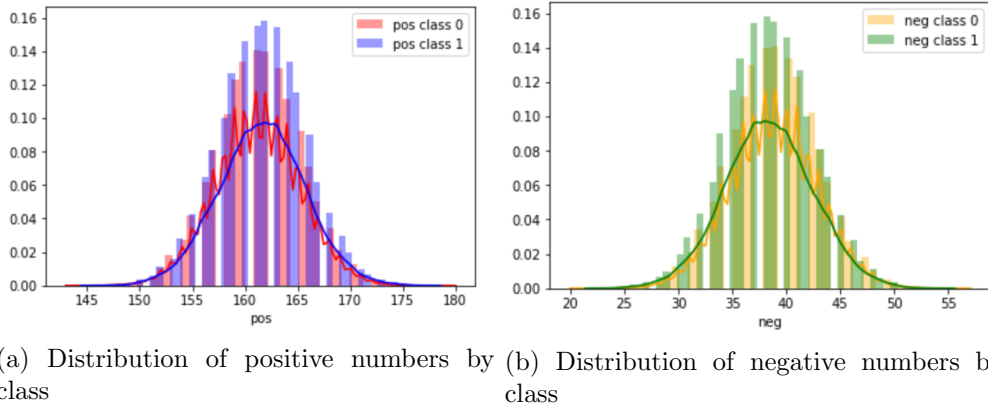 pos class 0
pos class 1
0.16
0.14
0.12
0.10
0.08
0.06
0.04
0.02
0.00
145 150 155 160 165 170 175 180
pos
neg class 0
neg class 1
0.16
0.14
0.12
0.10
0.08
0.06
0.04
0.02
0.00
20 25 30 35 40 45 50 55
neg
(a) Distribution of positive numbers by
class
(b) Distribution of negative numbers b
class